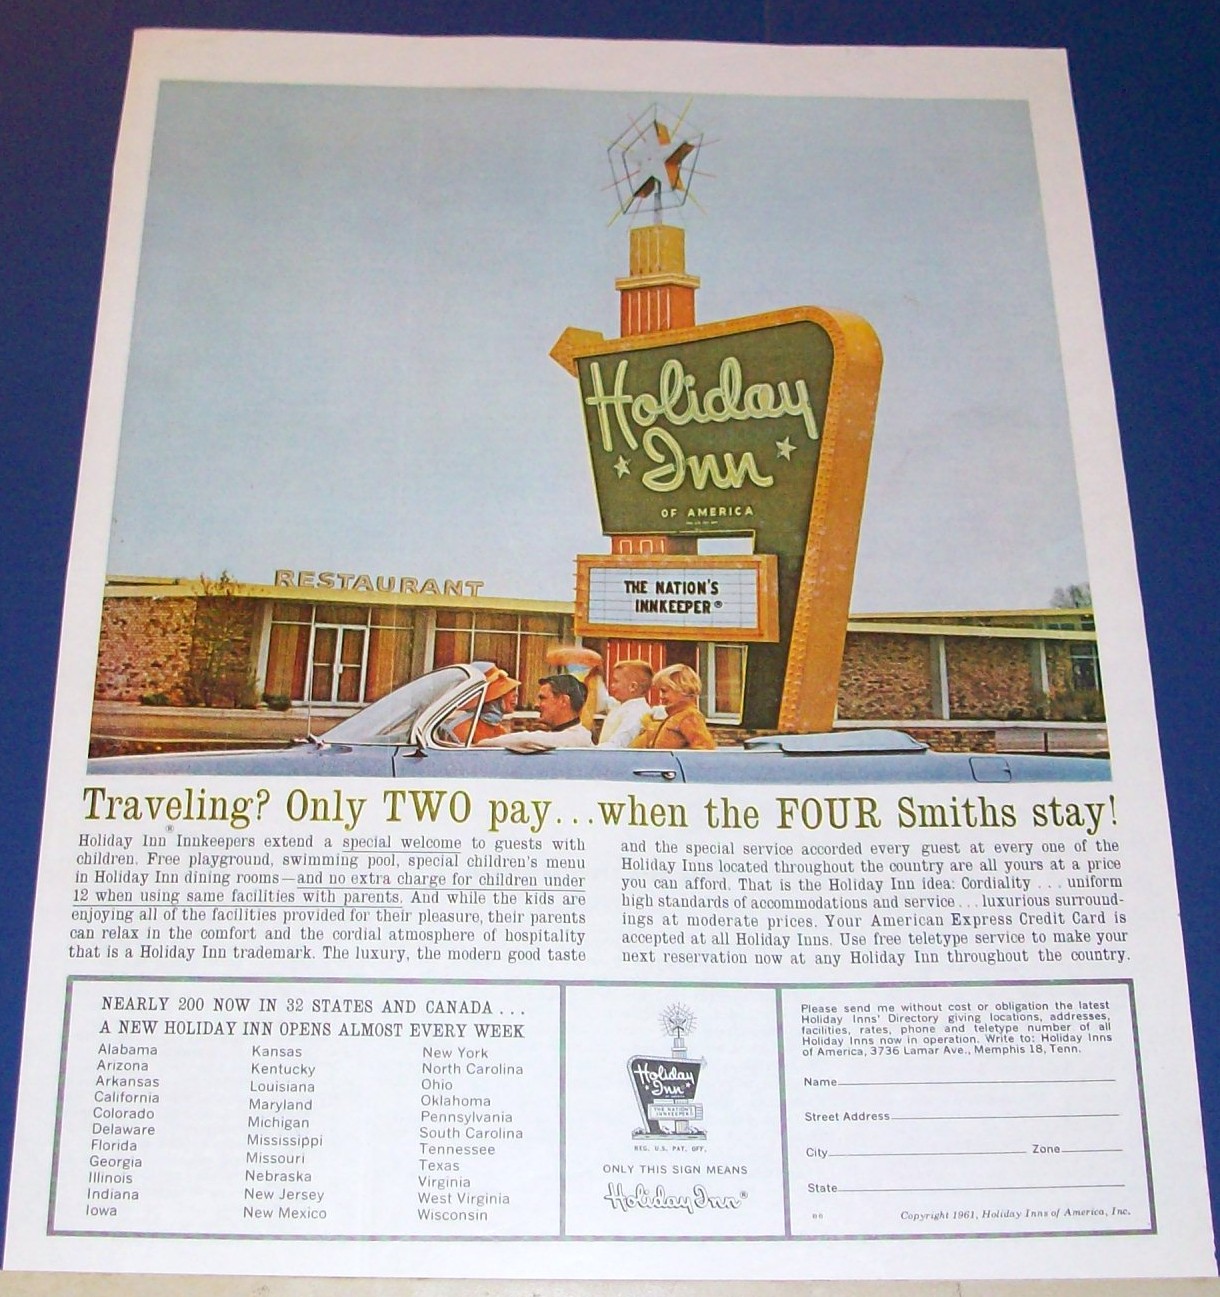 Holiday
Inn
OF AMERICA
RESTAURANT
THE NATION'S
INNKEEPER®
Traveling? Only TWO pay...when the FOUR Smiths stay!
Holiday Inn® Innkeepers extend a special welcome to guests with
children. Free playground, swimming pool, special children's menu
in Holiday Inn dining rooms—and no extra charge for children under
12 when using same facilities with parents. And while the kids are
enjoying all of the facilities provided for their pleasure, their parents
can relax in the comfort and the cordial atmosphere of hospitality
that is a Holiday Inn trademark. The luxury, the modern good taste
and the special service accorded every guest at every one of the
Holiday Inns located throughout the country are all yours at a price
you can afford. That is the Holiday Inn idea: Cordiality . . . uniform
high standards of accommodations and service . . . luxurious surround-
ings at moderate prices. Your American Express Credit Card is
accepted at all Holiday Inns. Use free teletype service to make your
next reservation now at any Holiday Inn throughout the country.
NEARLY 200 NOW IN 32 STATES AND CANADA . . .
A NEW HOLIDAY INN OPENS ALMOST EVERY WEEK
Alabama
Arizona
Arkansas
California
Colorado
Delaware
Florida
Georgia
Illinois
Indiana
Iowa
Kansas
Kentucky
Louisiana
Maryland
Michigan
Mississippi
Missouri
Nebraska
New Jersey
New Mexico
New York
North Carolina
Ohio
Oklahoma
Pennsylvania
South Carolina
Tennessee
Texas
Virginia
West Virginia
Wisconsin
Holiday
Inn
THE NATION'S
INNKEEPER
REG. U.S. PAT. OFF.
ONLY THIS SIGN MEANS
Holiday Inn®
Please send me without cost or obligation the latest
Holiday Inns' Directory giving locations, addresses,
facilities, rates, phone and teletype number of all
Holiday Inns now in operation. Write to: Holiday Inns
of America, 3736 Lamar Ave., Memphis 18, Tenn.
Name
Street Address
City Zone
State
Copyright 1961, Holiday Inns of America, Inc.